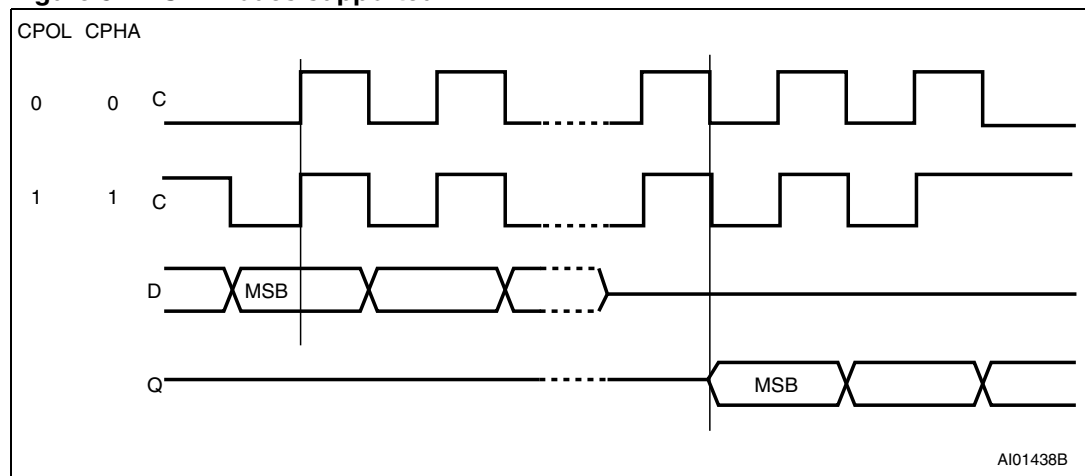 CPOL CPHA
0 0 C
1 1 C
D MSB
Q MSB
AI01438B